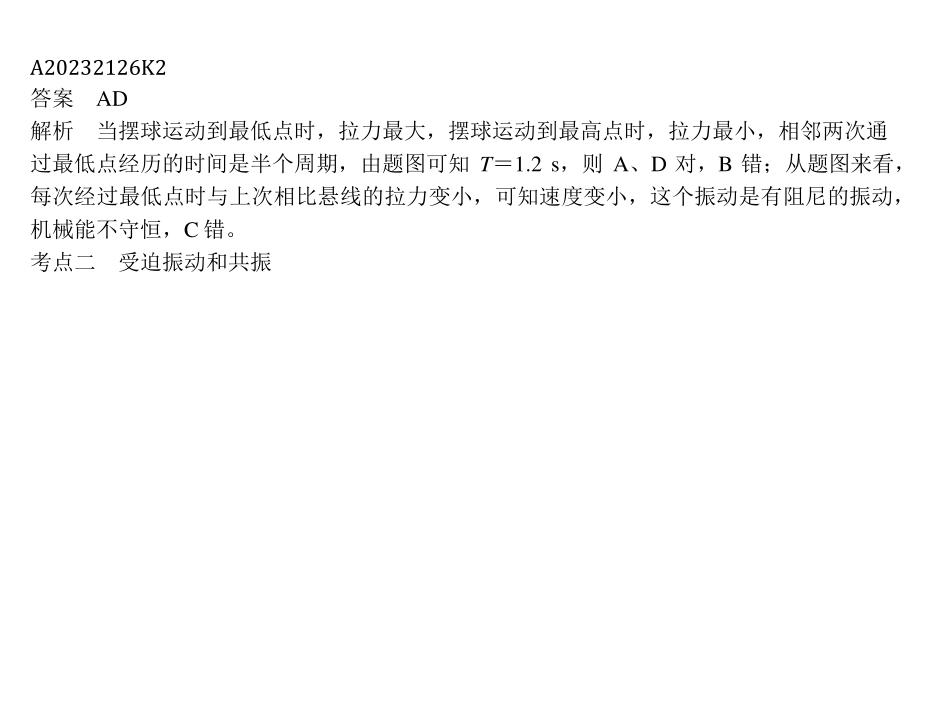 A20232126K2
答案　AD
解析　当摆球运动到最低点时，拉力最大，摆球运动到最高点时，拉力最小，相邻两次通
过最低点经历的时间是半个周期，由题图可知 T＝1.2 s，则 A、D 对，B 错；从题图来看，
每次经过最低点时与上次相比悬线的拉力变小，可知速度变小，这个振动是有阻尼的振动，
机械能不守恒，C 错。
考点二　受迫振动和共振